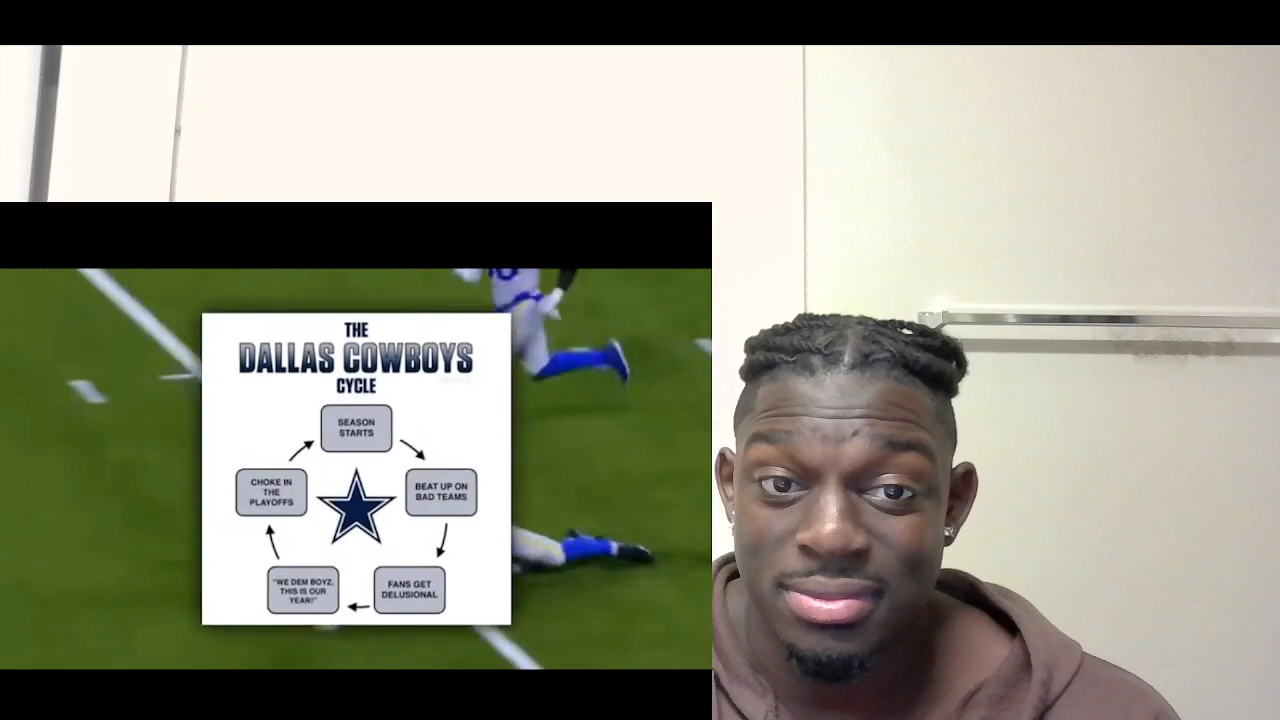 THE
DALLAS COWBOYS
CYCLE
SEASON
STARTS
BEAT UP ON
BAD TEAMS
FANS GET
DELUSIONAL
"WE DEM BOYZ,
THIS IS OUR
YEAR!"
CHOKE IN
THE
PLAYOFFS